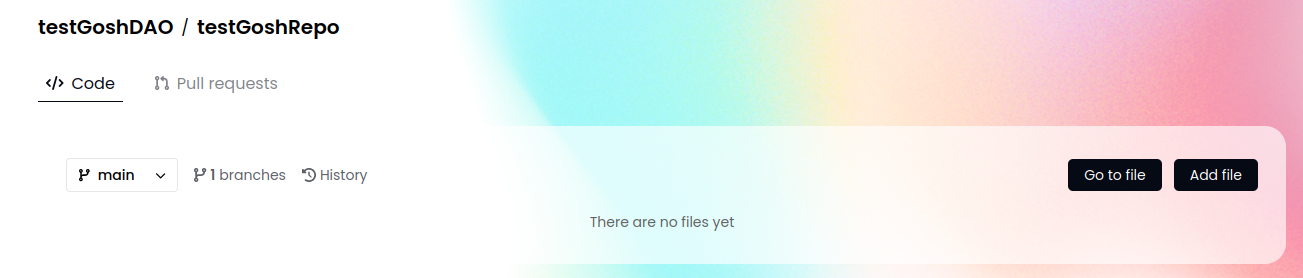 testGoshDAO / testGoshRepo
Code Pull requests
main 1 branches History Go to file Add file
There are no files yet